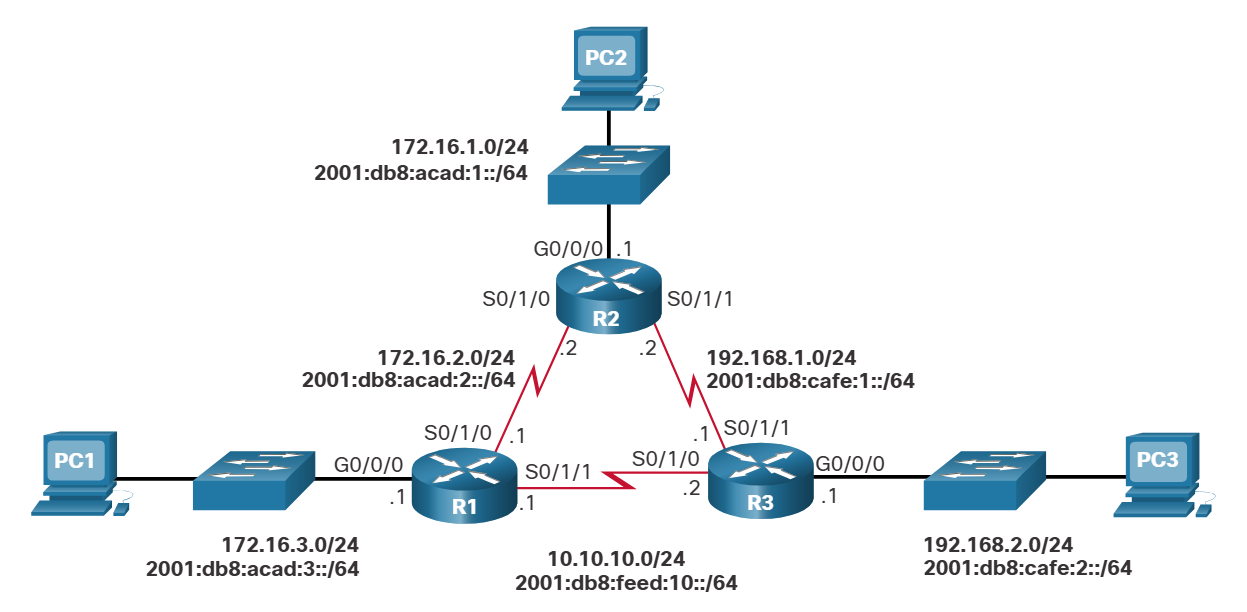 PC2
172.16.1.0/24
2001:db8:acad:1::/64
G0/0/0 .1
S0/1/0
S0/1/1
R2
.2
.2
172.16.2.0/24
2001:db8:acad:2::/64
192.168.1.0/24
2001:db8:cafe:1::/64
S0/1/0 .1
.1 S0/1/1
PC1
G0/0/0
.1
R1
S0/1/1
.1
S0/1/0
.2
R3
G0/0/0
.1
PC3
172.16.3.0/24
2001:db8:acad:3::/64
10.10.10.0/24
2001:db8:feed:10::/64
192.168.2.0/24
2001:db8:cafe:2::/64